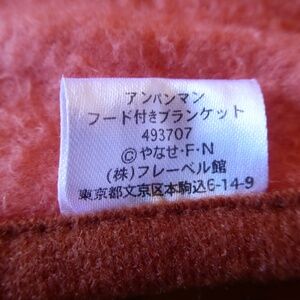 アンパンマン
フード付きブランケット
493707
©やなせ・F・N
(株)フレーベル館
東京都文京区本駒込6-14-9